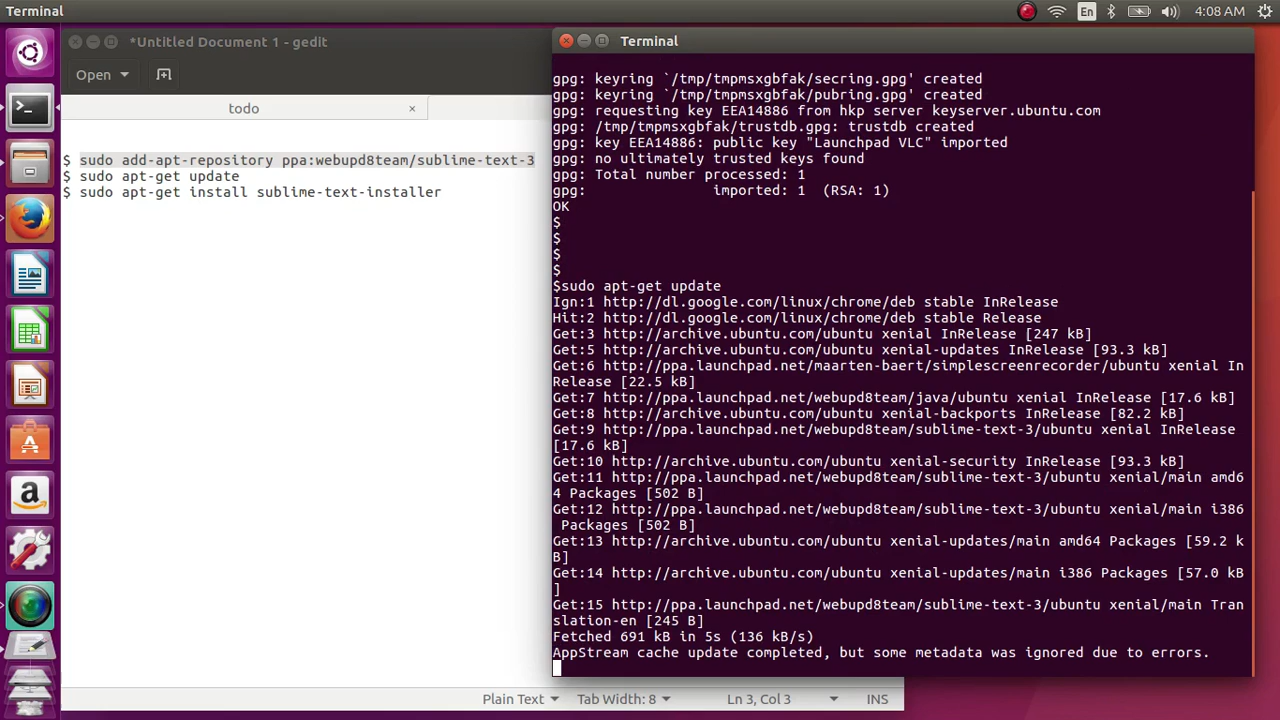 Terminal
En
4:08 AM
*Untitled Document 1 - gedit
Open
todo
×
$ sudo add-apt-repository ppa:webupd8team/sublime-text-3
$ sudo apt-get update
$ sudo apt-get install sublime-text-installer
Plain Text
Tab Width: 8
Ln 3, Col 3
INS
Terminal
gpg: keyring `/tmp/tmpmsxgbfak/secring.gpg' created
gpg: keyring `/tmp/tmpmsxgbfak/pubring.gpg' created
gpg: requesting key EEA14886 from hkp server keyserver.ubuntu.com
gpg: /tmp/tmpmsxgbfak/trustdb.gpg: trustdb created
gpg: key EEA14886: public key "Launchpad VLC" imported
gpg: no ultimately trusted keys found
gpg: Total number processed: 1
gpg:               imported: 1  (RSA: 1)
OK
$
$
$
$
$sudo apt-get update
Ign:1 http://dl.google.com/linux/chrome/deb stable InRelease
Hit:2 http://dl.google.com/linux/chrome/deb stable Release
Get:3 http://archive.ubuntu.com/ubuntu xenial InRelease [247 kB]
Get:5 http://archive.ubuntu.com/ubuntu xenial-updates InRelease [93.3 kB]
Get:6 http://ppa.launchpad.net/maarten-baert/simplescreenrecorder/ubuntu xenial In
Release [22.5 kB]
Get:7 http://ppa.launchpad.net/webupd8team/java/ubuntu xenial InRelease [17.6 kB]
Get:8 http://archive.ubuntu.com/ubuntu xenial-backports InRelease [82.2 kB]
Get:9 http://ppa.launchpad.net/webupd8team/sublime-text-3/ubuntu xenial InRelease
[17.6 kB]
Get:10 http://archive.ubuntu.com/ubuntu xenial-security InRelease [93.3 kB]
Get:11 http://ppa.launchpad.net/webupd8team/sublime-text-3/ubuntu xenial/main amd6
4 Packages [502 B]
Get:12 http://ppa.launchpad.net/webupd8team/sublime-text-3/ubuntu xenial/main i386
 Packages [502 B]
Get:13 http://archive.ubuntu.com/ubuntu xenial-updates/main amd64 Packages [59.2 k
B]
Get:14 http://archive.ubuntu.com/ubuntu xenial-updates/main i386 Packages [57.0 kB
]
Get:15 http://ppa.launchpad.net/webupd8team/sublime-text-3/ubuntu xenial/main Tran
slation-en [245 B]
Fetched 691 kB in 5s (136 kB/s)
AppStream cache update completed, but some metadata was ignored due to errors.